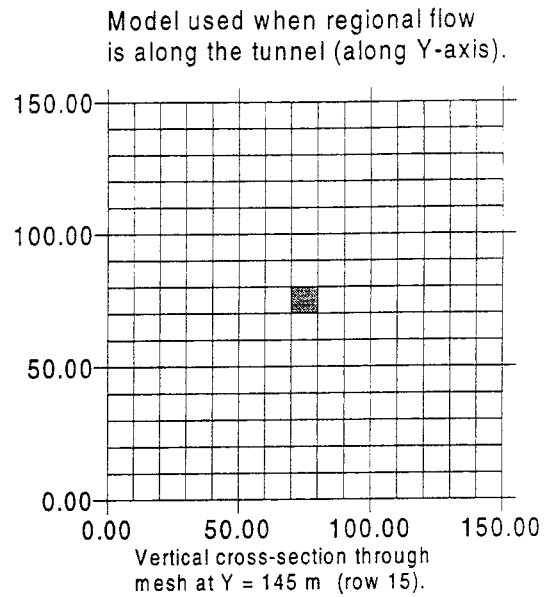 Model used when regional flow
is along the tunnel (along Y-axis).
150.00
100.00
50.00
0.00
0.00 50.00 100.00 150.00
Vertical cross-section through
mesh at Y = 145 m (row 15).